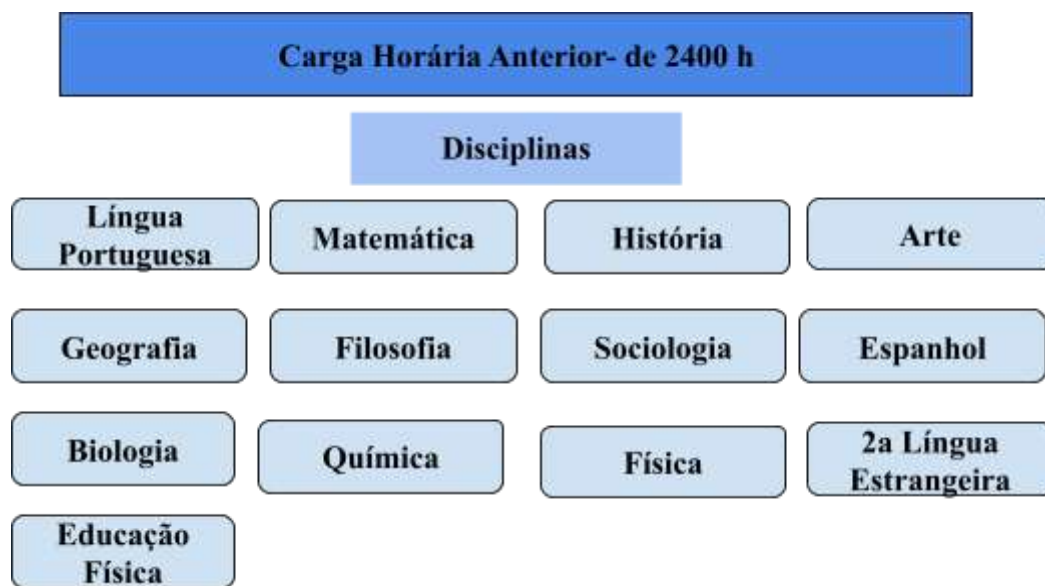 Carga Horária Anterior- de 2400 h
Disciplinas
Língua
Portuguesa
Matemática
História
Arte
Geografia
Filosofia
Sociologia
Espanhol
Biologia
Química
Física
2a Língua
Estrangeira
Educação
Física